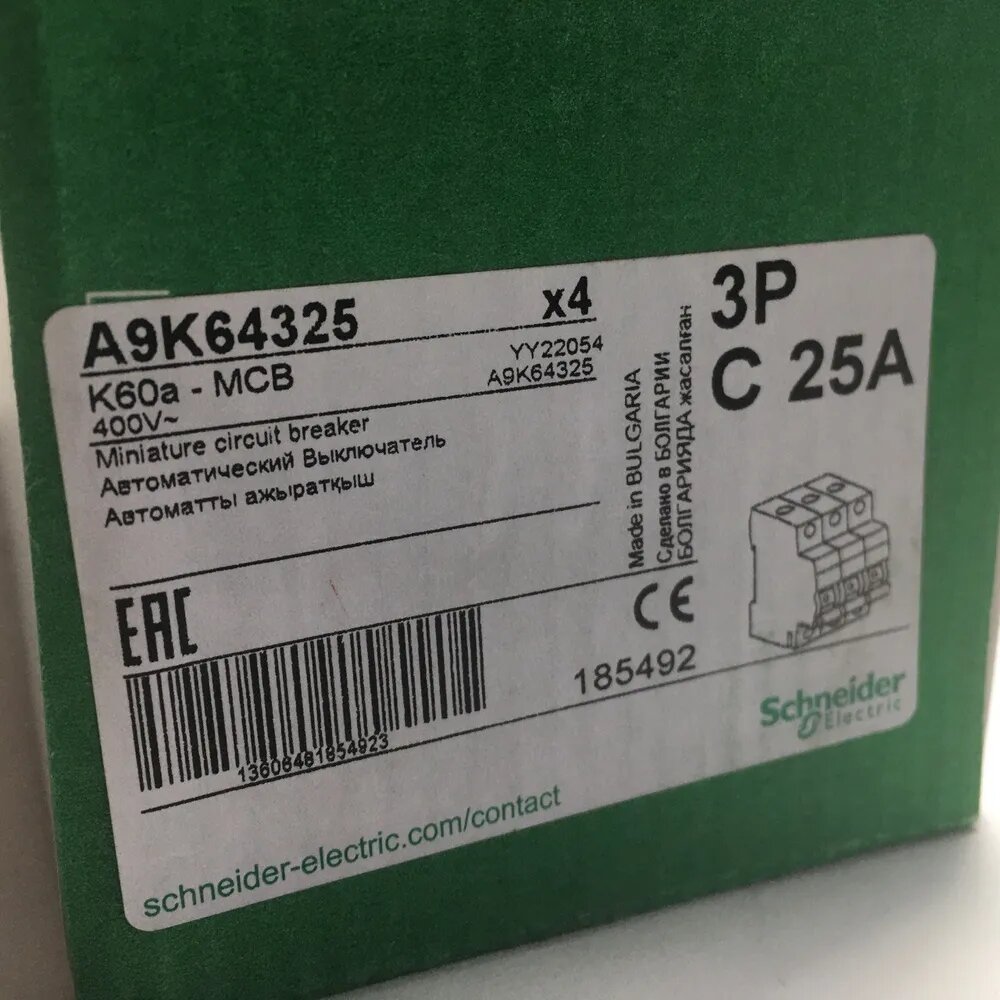 A9K64325 x4
K60a - MCB YY22054
400V~ A9K64325
Miniature circuit breaker
Автоматический Выключатель
Автоматты ажыратқыш
Made in BULGARIA
Сделано в БОЛГАРИИ
БОЛГАРИЯДА жасалған
3P
C 25A
EAC
CE
185492
13606481854923
Schneider
Electric
schneider-electric.com/contact